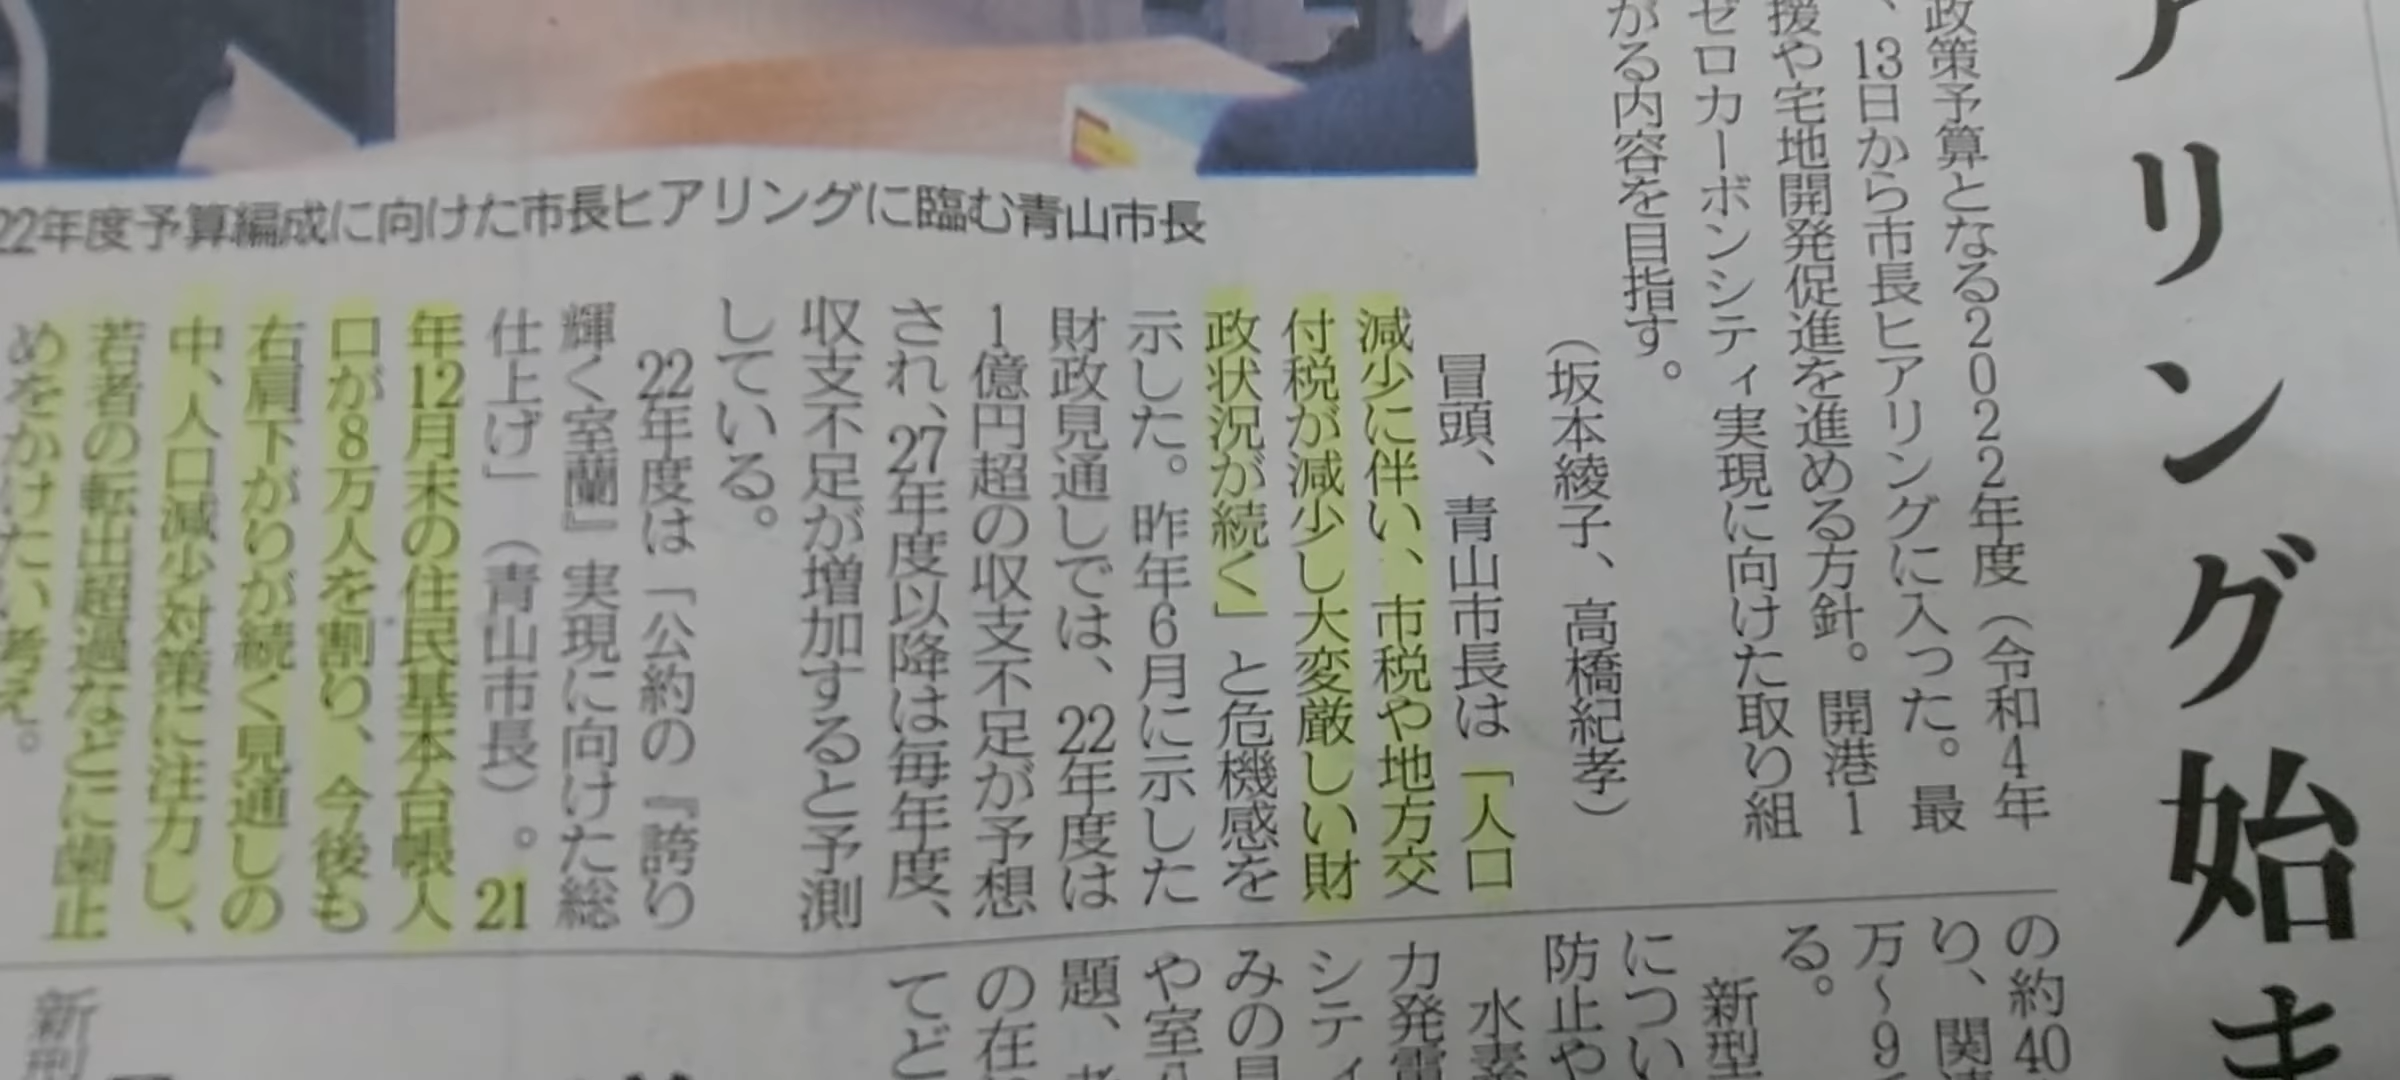 アリング始ま
政策予算となる2022年度（令和4年
、13日から市長ヒアリングに入った。最
援や宅地開発促進を進める方針。開港1
ゼロカーボンシティ実現に向けた取り組
がる内容を目指す。
（坂本綾子、高橋紀孝）
22年度予算編成に向けた市長ヒアリングに臨む青山市長
冒頭、青山市長は「人口
減少に伴い、市税や地方交
付税が減少し大変厳しい財
政状況が続く」と危機感を
示した。昨年6月に示した
財政見通しでは、22年度は
1億円超の収支不足が予想
され、27年度以降は毎年度、
収支不足が増加すると予測
している。
22年度は「公約の『誇り
輝く室蘭』実現に向けた総
仕上げ」（青山市長）。21
年12月末の住民基本台帳人
口が8万人を割り、今後も
右肩下がりが続く見通しの
中、人口減少対策に注力し、
若者の転出超過などに歯止
めをかけたい考え。
の約40
り、関連
万～9
る。
新型
につい
防止や
水素
力発電
シティ
みの
や室
題、
の在
てど
新型